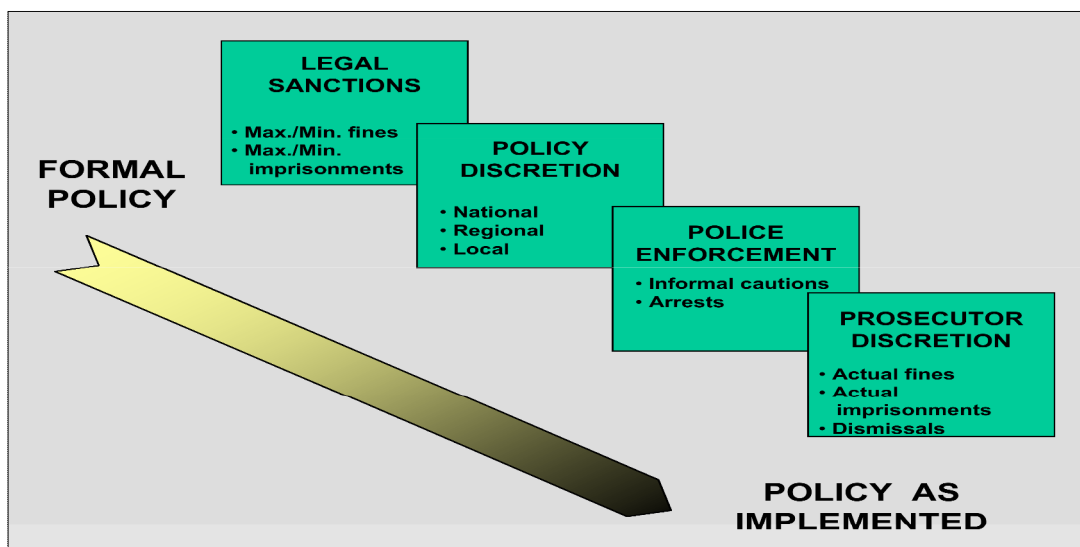 LEGAL
SANCTIONS
• Max./Min. fines
• Max./Min.
imprisonments
FORMAL
POLICY
POLICY
DISCRETION
• National
• Regional
• Local
POLICE
ENFORCEMENT
• Informal cautions
• Arrests
PROSECUTOR
DISCRETION
• Actual fines
• Actual
imprisonments
• Dismissals
POLICY AS
IMPLEMENTED